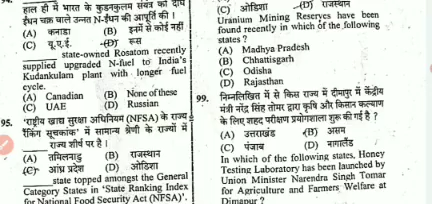 हाल ही में भारत के कुडनकुलम संयंत्र को दीर्घ
ईंधन चक्र वाले उन्नत N-ईंधन की आपूर्ति की ।
(A) कनाडा (B) इनमें से कोई नहीं
(C) यू.ए.ई. (D) रूस
state-owned Rosatom recently
supplied upgraded N-fuel to India's
Kudankulam plant with longer fuel
cycle.
(A) Canadian (B) None of these
(C) UAE (D) Russian
95. 'राष्ट्रीय खाद्य सुरक्षा अधिनियम (NFSA) के राज्य
रैंकिंग सूचकांक' में सामान्य श्रेणी के राज्यों में
राज्य शीर्ष पर है ।
(A) तमिलनाडु (B) राजस्थान
(C) आंध्र प्रदेश (D) ओडिशा
state topped amongst the General
Category States in 'State Ranking Index
for National Food Security Act (NFSA)'.
(C) ओडिशा (D) राजस्थान
Uranium Mining Reserves have been
found recently in which of the following
states ?
(A) Madhya Pradesh
(B) Chhattisgarh
(C) Odisha
(D) Rajasthan
99. निम्नलिखित में से किस राज्य में दीमापुर में केंद्रीय
मंत्री नरेंद्र सिंह तोमर द्वारा कृषि और किसान कल्याण
के लिए शहद परीक्षण प्रयोगशाला शुरू की गई है ?
(A) उत्तराखंड (B) असम
(C) पंजाब (D) नागालैंड
In which of the following states, Honey
Testing Laboratory has been launched by
Union Minister Narendra Singh Tomar
for Agriculture and Farmers Welfare at
Dimapur ?